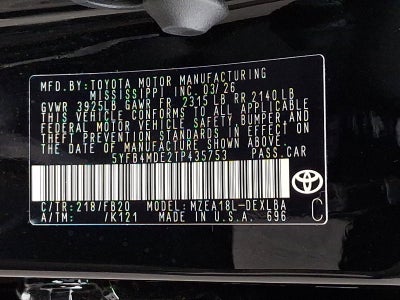 MFD.BY:TOYOTA MOTOR MANUFACTURING
MISSISSIPPI INC. 03/26
GVWR 3925LB GAWR FR 2315LB RR 2140LB
THIS VEHICLE CONFORMS TO ALL APPLICABLE
FEDERAL MOTOR VEHICLE SAFETY,BUMPER,AND
THEFT PREVENTION STANDARDS IN EFFECT ON
THE DATE OF MANUFACTURE SHOWN ABOVE.
5YFB4MDE2TP435753 PASS.CAR
C/TR:218/FB20 MODEL:MZEA18L-DEXLBA
A/TM: /K121 MADE IN U.S.A. 696
C